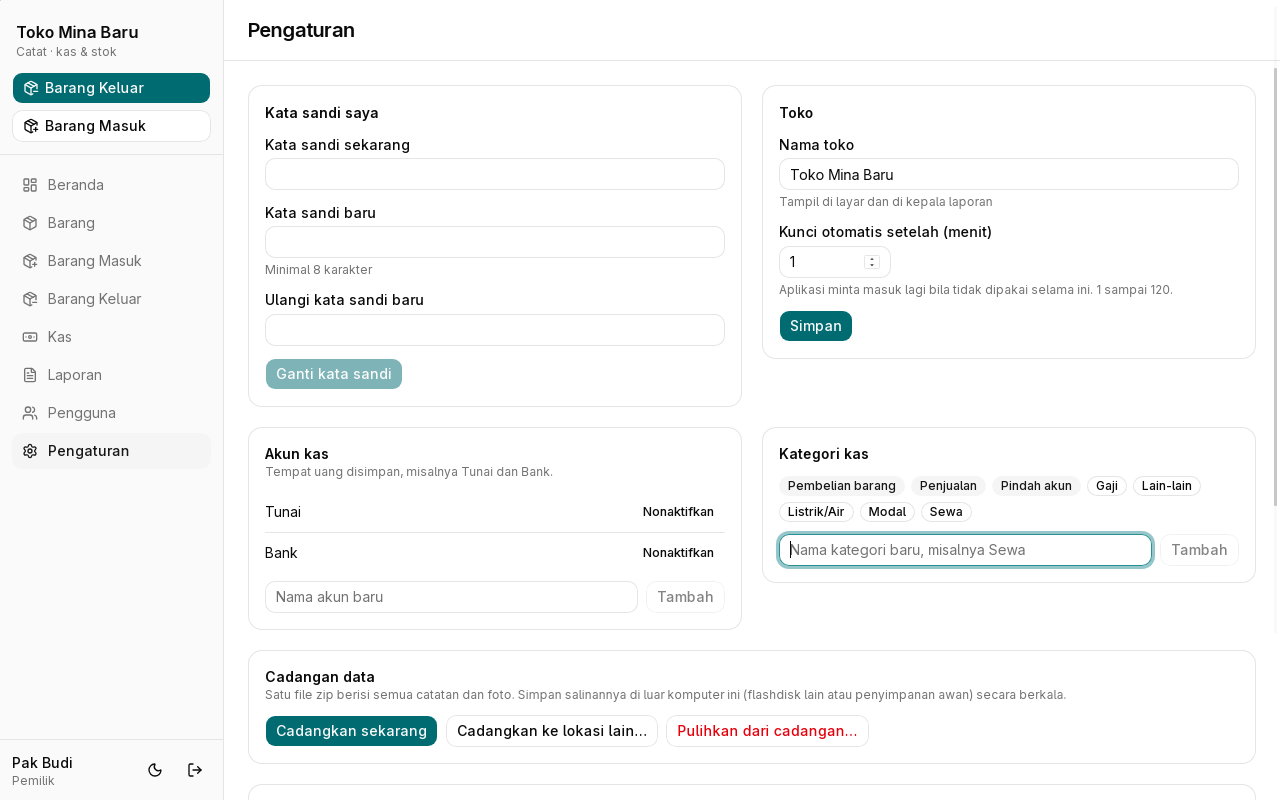 Toko Mina Baru
Catat · kas & stok
Barang Keluar
Barang Masuk
Beranda
Barang
Barang Masuk
Barang Keluar
Kas
Laporan
Pengguna
Pengaturan
Pak Budi
Pemilik
Pengaturan
Kata sandi saya
Kata sandi sekarang
Kata sandi baru
Minimal 8 karakter
Ulangi kata sandi baru
Ganti kata sandi
Toko
Nama toko
Toko Mina Baru
Tampil di layar dan di kepala laporan
Kunci otomatis setelah (menit)
1
Aplikasi minta masuk lagi bila tidak dipakai selama ini. 1 sampai 120.
Simpan
Akun kas
Tempat uang disimpan, misalnya Tunai dan Bank.
Tunai Nonaktifkan
Bank Nonaktifkan
Nama akun baru Tambah
Kategori kas
Pembelian barang Penjualan Pindah akun Gaji Lain-lain
Listrik/Air Modal Sewa
Nama kategori baru, misalnya Sewa Tambah
Cadangan data
Satu file zip berisi semua catatan dan foto. Simpan salinannya di luar komputer ini (flashdisk lain atau penyimpanan awan) secara berkala.
Cadangkan sekarang Cadangkan ke lokasi lain… Pulihkan dari cadangan…